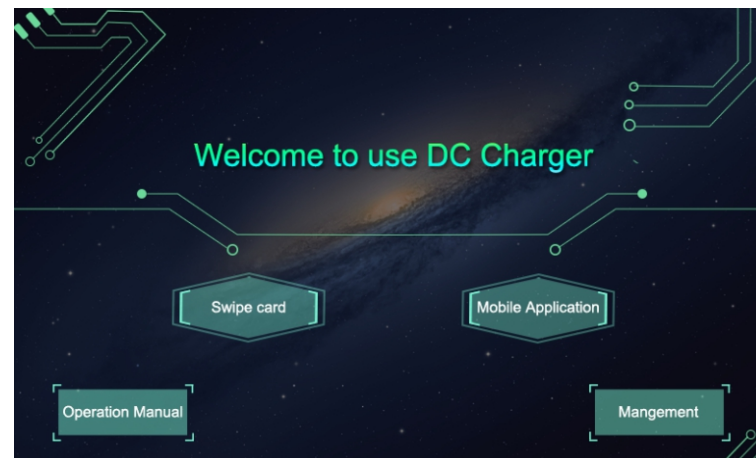 Welcome to use DC Charger
Swipe card
Mobile Application
Operation Manual
Mangement